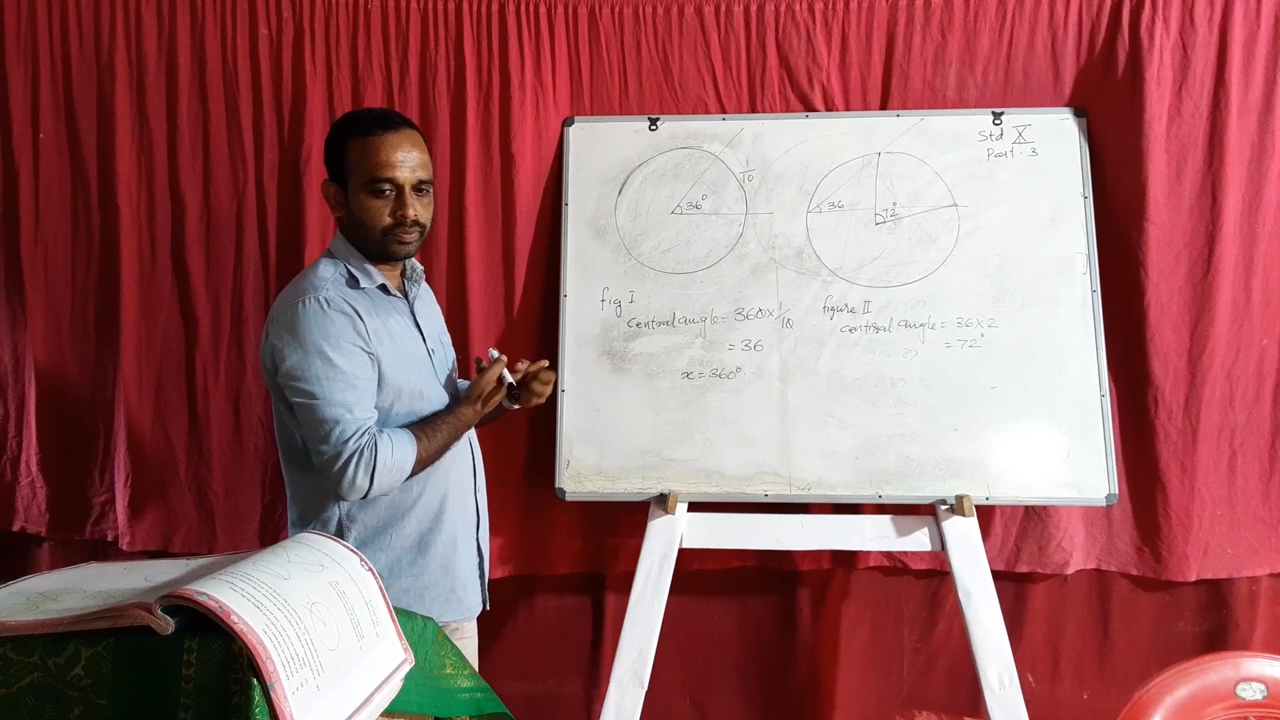 Std X
Part . 3
36°
1/10
36
72°
fig I
central angle = 360 x 1/10
= 36
x = 360°
figure II
central angle = 36 x 2
= 72°